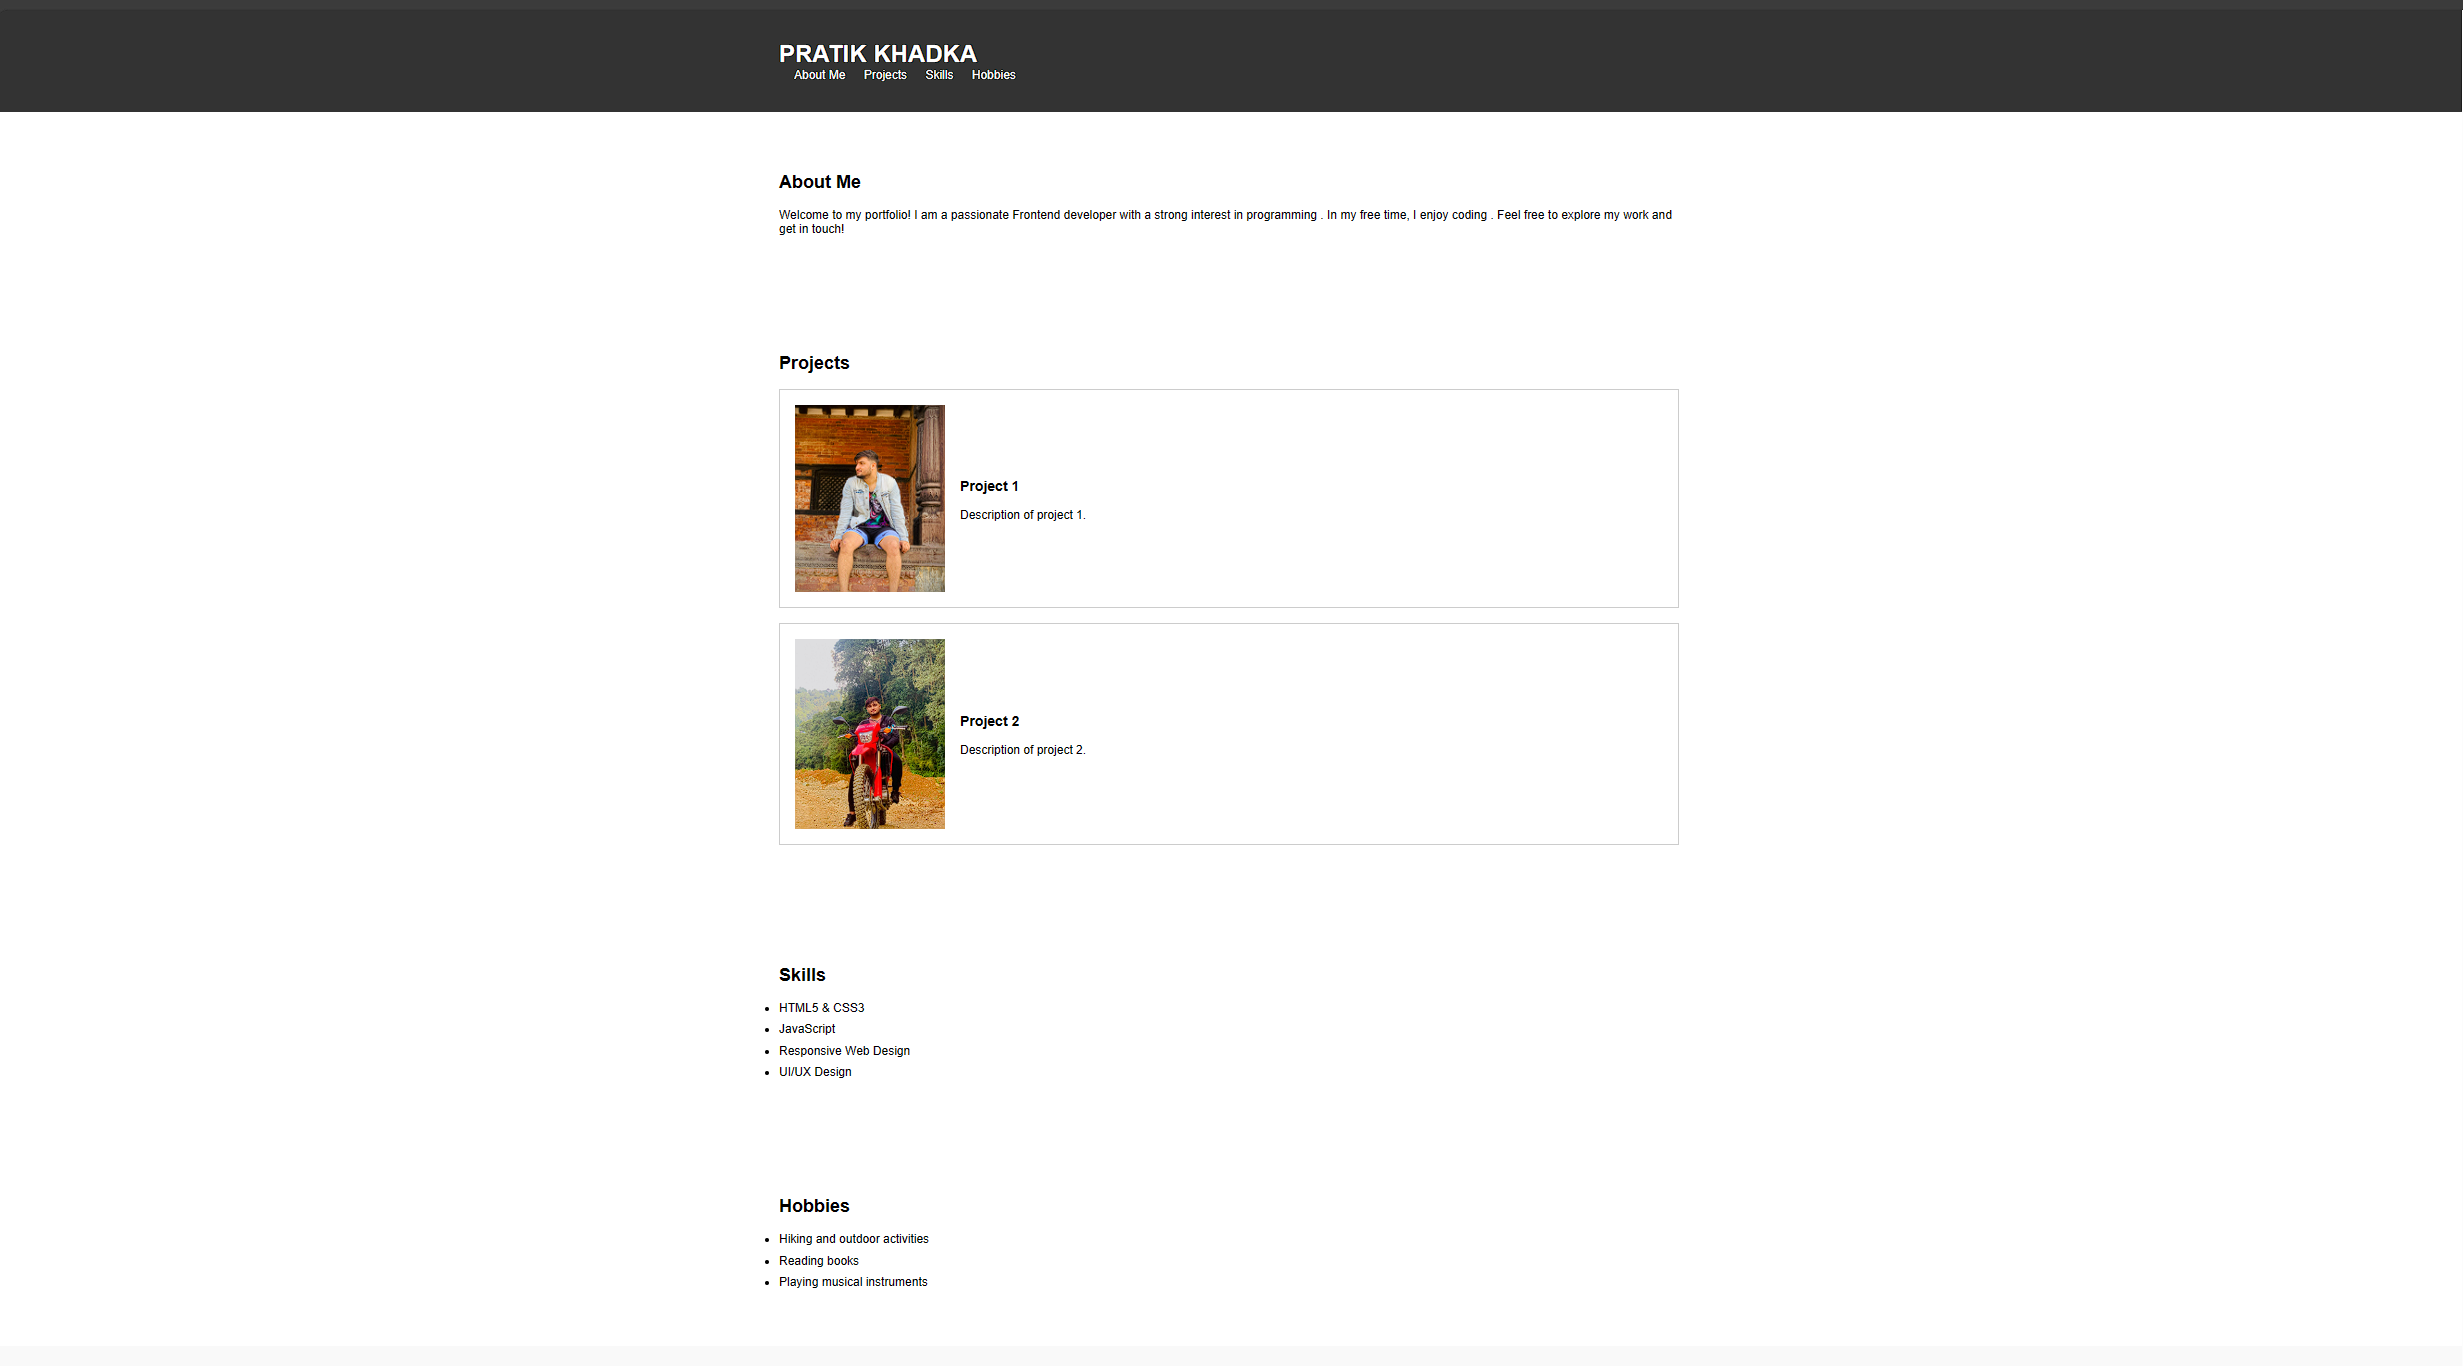 PRATIK KHADKA
About Me Projects Skills Hobbies
About Me
Welcome to my portfolio! I am a passionate Frontend developer with a strong interest in programming . In my free time, I enjoy coding . Feel free to explore my work and
get in touch!
Projects
Project 1
Description of project 1.
Project 2
Description of project 2.
Skills
• HTML5 & CSS3
• JavaScript
• Responsive Web Design
• UI/UX Design
Hobbies
• Hiking and outdoor activities
• Reading books
• Playing musical instruments